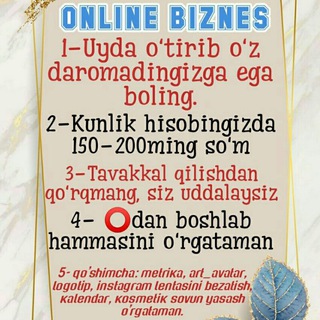 ONLINE BIZNES
1-Uyda o'tirib o'z
daromadingizga ega
boling.
2-Kunlik hisobingizda
150-200ming so'm
3-Tavakkal qilishdan
qo'rqmang, siz uddalaysiz
4- ⭕dan boshlab
hammasini o'rgataman
5- qo'shimcha: metrika, art_avatar,
logotip, instagram lentasini bezatish,
kalendar, kosmelik sovun yasash
o'rgataman.